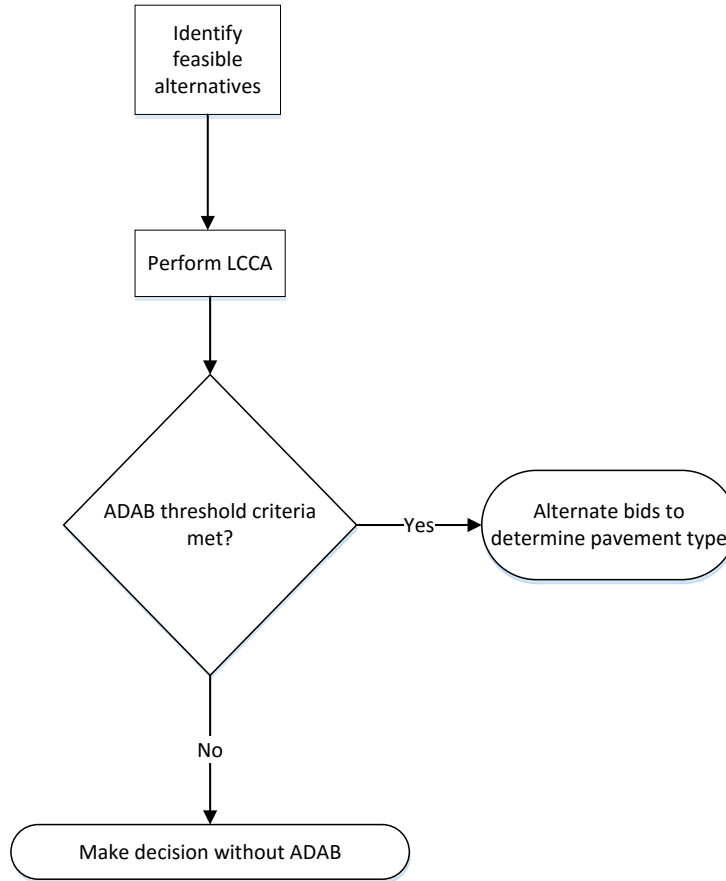 Identify
feasible
alternatives
Perform LCCA
ADAB threshold criteria
met?
Yes
Alternate bids to
determine pavement type
No
Make decision without ADAB